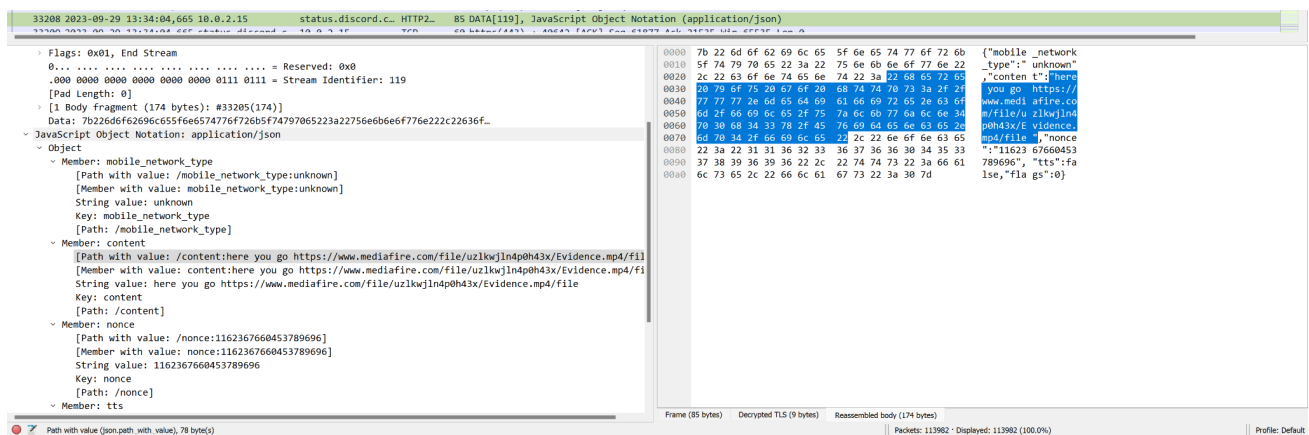 33208 2023-09-29 13:34:04,665 10.0.2.15 status.discord.c… HTTP2… 85 DATA[119], JavaScript Object Notation (application/json)
Flags: 0x01, End Stream
0... .... .... .... .... .... .... .... = Reserved: 0x0
.000 0000 0000 0000 0000 0000 0111 0111 = Stream Identifier: 119
[Pad Length: 0]
[1 Body fragment (174 bytes): #33205(174)]
Data: 7b226d6f62696c655f6e6574776f726b5f74797065223a22756e6b6e6f776e222c22636f…
JavaScript Object Notation: application/json
Object
Member: mobile_network_type
[Path with value: /mobile_network_type:unknown]
[Member with value: mobile_network_type:unknown]
String value: unknown
Key: mobile_network_type
[Path: /mobile_network_type]
Member: content
[Path with value: /content:here you go https://www.mediafire.com/file/uzlkwjln4p0h43x/Evidence.mp4/fil
[Member with value: content:here you go https://www.mediafire.com/file/uzlkwjln4p0h43x/Evidence.mp4/fi
String value: here you go https://www.mediafire.com/file/uzlkwjln4p0h43x/Evidence.mp4/file
Key: content
[Path: /content]
Member: nonce
[Path with value: /nonce:1162367660453789696]
[Member with value: nonce:1162367660453789696]
String value: 1162367660453789696
Key: nonce
[Path: /nonce]
Member: tts
0000 7b 22 6d 6f 62 69 6c 65 5f 6e 65 74 77 6f 72 6b {"mobile _network
0010 5f 74 79 70 65 22 3a 22 75 6e 6b 6e 6f 77 6e 22 _type":" unknown"
0020 2c 22 63 6f 6e 74 65 6e 74 22 3a 22 68 65 72 65 ,"conten t":"here
0030 20 79 6f 75 20 67 6f 20 68 74 74 70 73 3a 2f 2f you go https://
0040 77 77 77 2e 6d 65 64 69 61 66 69 72 65 2e 63 6f www.medi afire.co
0050 6d 2f 66 69 6c 65 2f 75 7a 6c 6b 77 6a 6c 6e 34 m/file/u zlkwjln4
0060 70 30 68 34 33 78 2f 45 76 69 64 65 6e 63 65 2e p0h43x/E vidence.
0070 6d 70 34 2f 66 69 6c 65 22 2c 22 6e 6f 6e 63 65 mp4/file ","nonce
0080 22 3a 22 31 31 36 32 33 36 37 36 36 30 34 35 33 ":"11623 67660453
0090 37 38 39 36 39 36 22 2c 22 74 74 73 22 3a 66 61 789696", "tts":fa
00a0 6c 73 65 2c 22 66 6c 61 67 73 22 3a 30 7d lse,"fla gs":0}
Frame (85 bytes) Decrypted TLS (9 bytes) Reassembled body (174 bytes)
Path with value (json.path_with_value), 78 byte(s) Packets: 113982 · Displayed: 113982 (100.0%) Profile: Default